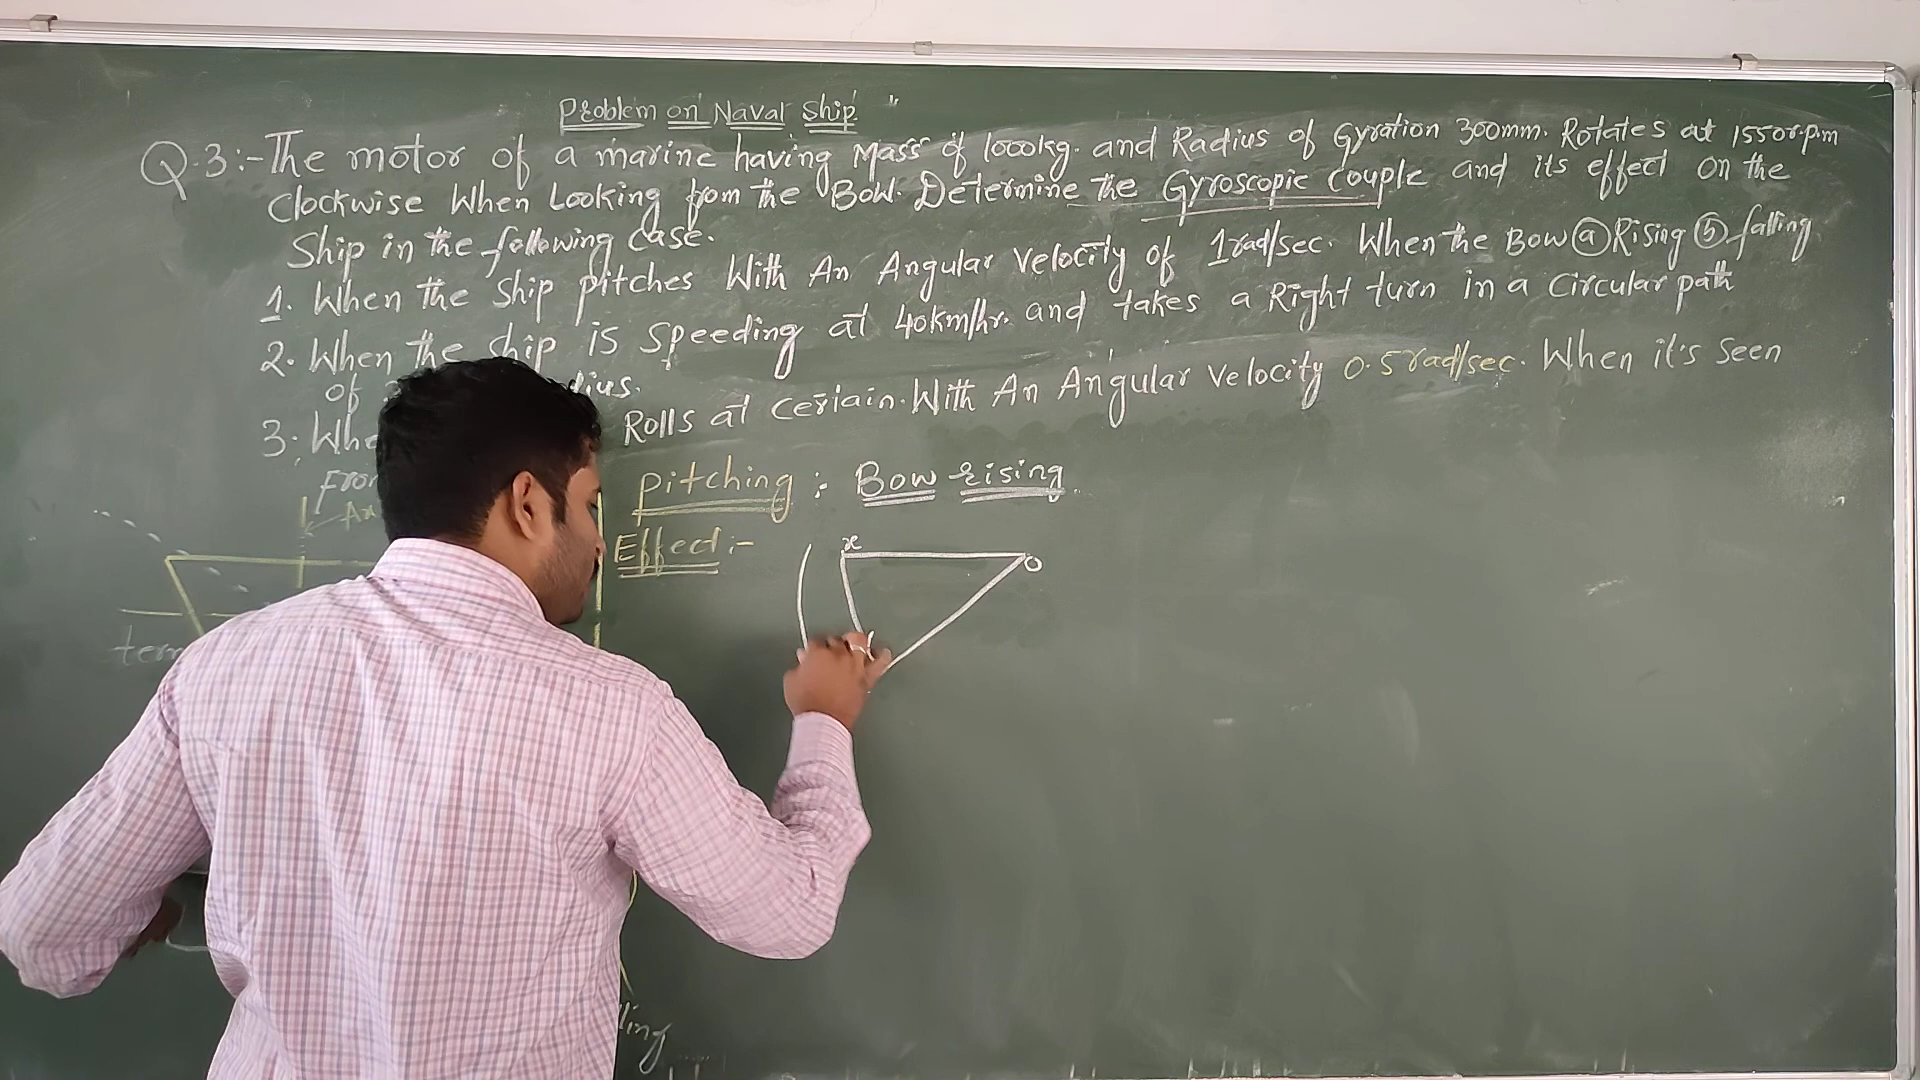 Problem on Naval Ship
Q.3:- The motor of a marine having Mass of 1000kg. and Radius of Gyration 300mm. Rotates at 1550r.p.m
Clockwise When Looking from the Bow. Determine the Gyroscopic Couple and its effect on the
Ship in the following case.
1. When the Ship pitches With An Angular Velocity of 1rad/sec. When the Bow ⓐ Rising ⓑ falling
2. When the ship is Speeding at 40km/hr. and takes a Right turn in a Circular path
of
3. Rolls at certain. With An Angular Velocity 0.5 rad/sec. When it's Seen
Pitching :- Bow rising
Effect :-
x
o